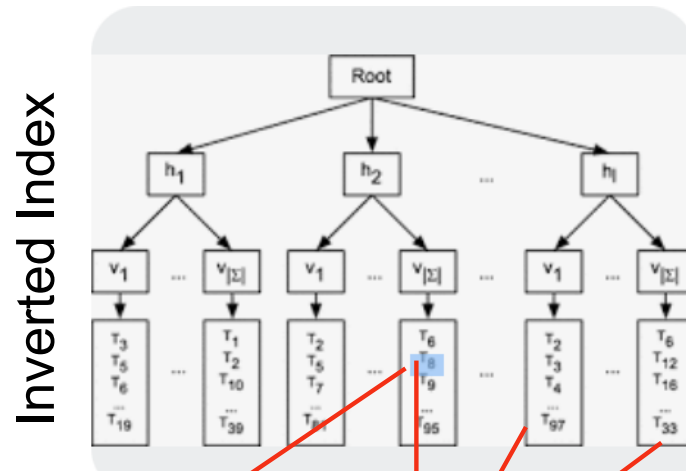 Inverted Index
Root
h1 h2 ... hl
v1 ... v|Σ| v1 ... v|Σ| ... v1 ... v|Σ|
T3 T1 T2 T6 T2 T6
T5 T2 T5 T8 T3 T12
T6 T10 T7 T9 T4 T16
... ... ... ... ... ...
T19 T39 T95 T97 T33